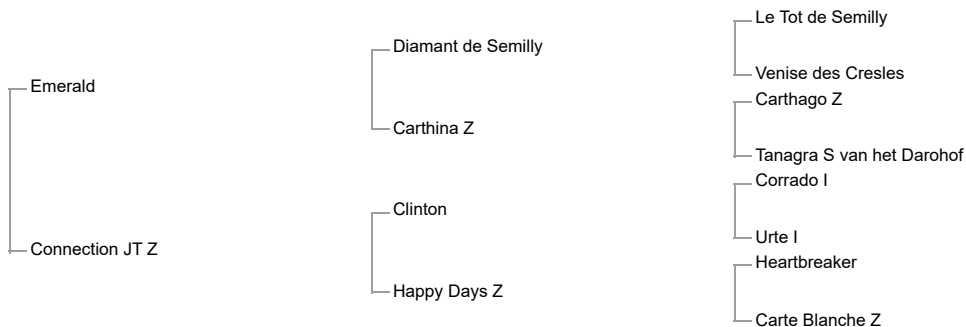 Le Tot de Semilly
Diamant de Semilly
Venise des Cresles
Emerald
Carthago Z
Carthina Z
Tanagra S van het Darohof
Corrado I
Clinton
Urte I
Connection JT Z
Heartbreaker
Happy Days Z
Carte Blanche Z